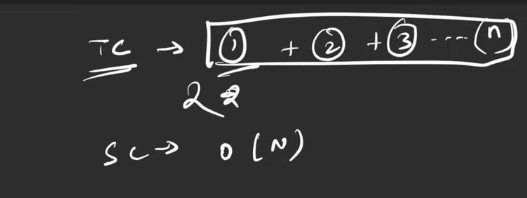 TC → 1 + 2 + 3 ---- n
2
SC → O(N)